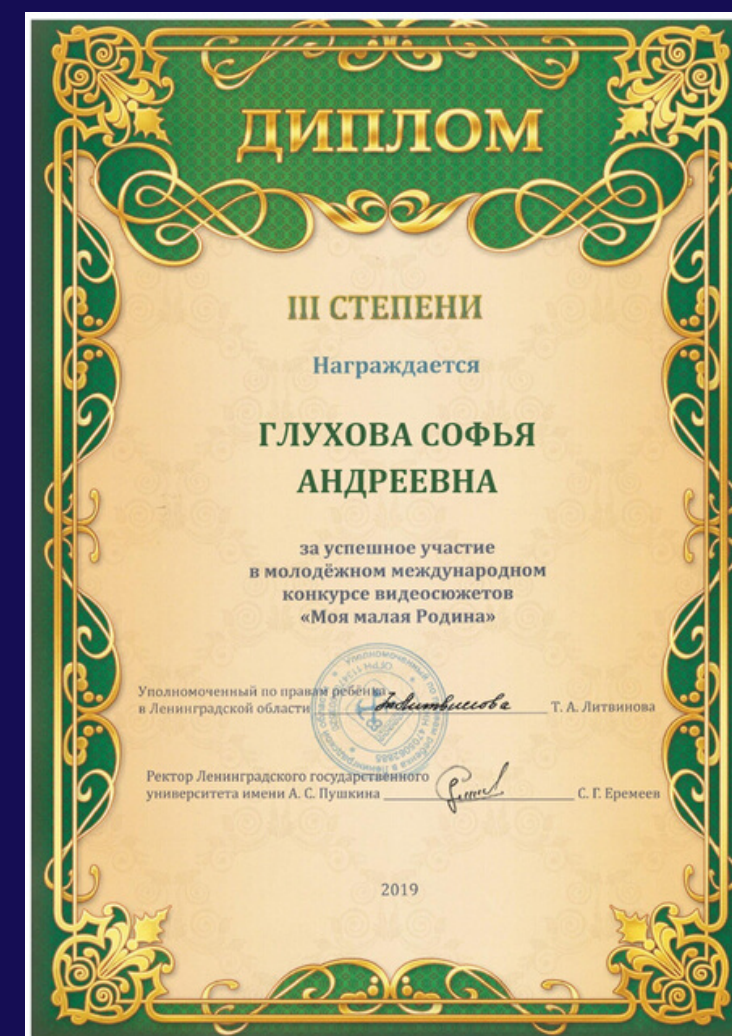 ДИПЛОМ
III СТЕПЕНИ
Награждается
ГЛУХОВА СОФЬЯ
АНДРЕЕВНА
за успешное участие
в молодёжном международном
конкурсе видеосюжетов
«Моя малая Родина»
Уполномоченный по правам ребёнка
в Ленинградской области Т. А. Литвинова
Ректор Ленинградского государственного
университета имени А. С. Пушкина С. Г. Еремеев
2019